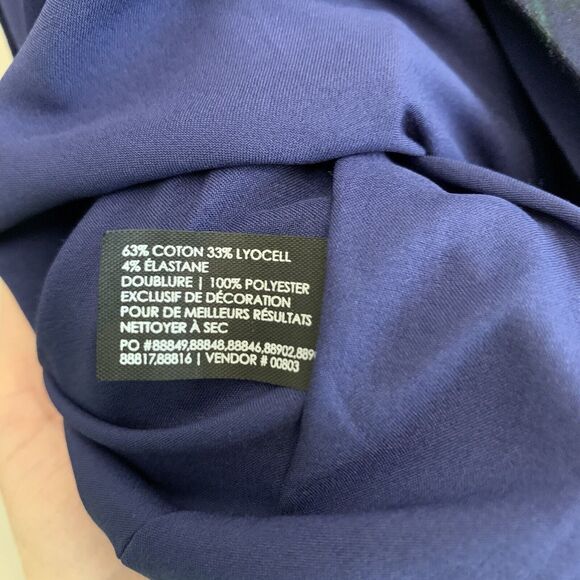 63% COTON 33% LYOCELL
4% ÉLASTANE
DOUBLURE | 100% POLYESTER
EXCLUSIF DE DÉCORATION
POUR DE MEILLEURS RÉSULTATS
NETTOYER À SEC
PO #88849,88848,88846,88902,889
88817,88816 | VENDOR # 00803